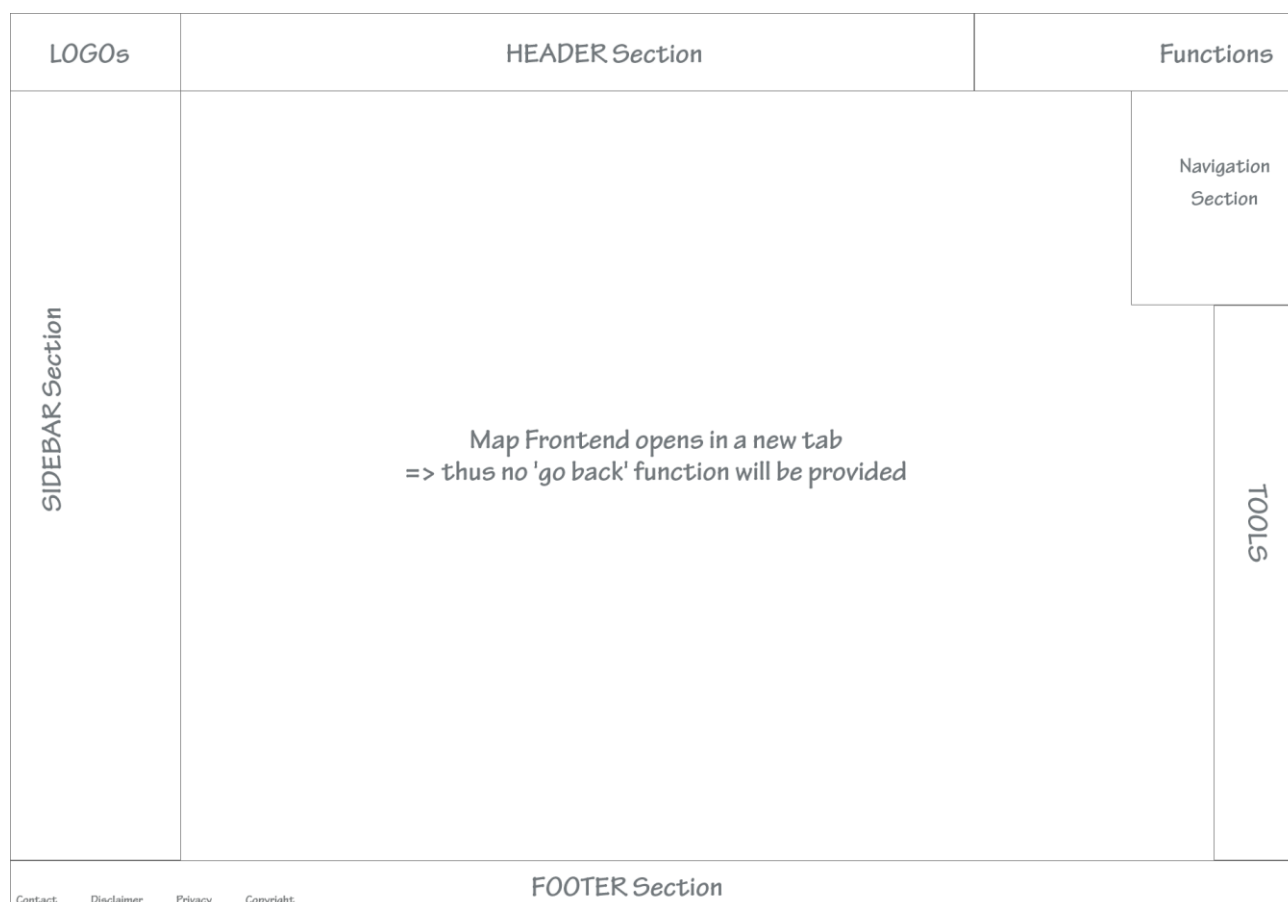 LOGOs
HEADER Section
Functions
Navigation
Section
SIDEBAR Section
Map Frontend opens in a new tab
=> thus no 'go back' function will be provided
TOOLS
FOOTER Section
Contact Disclaimer Privacy Copyright